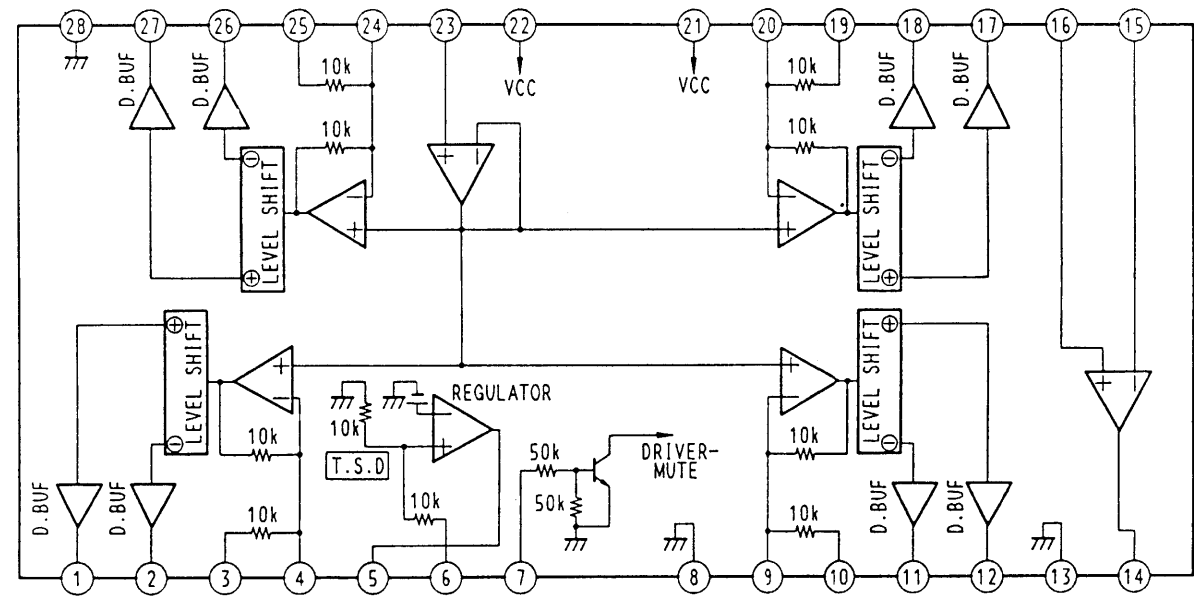 28 27 26 25 24 23 22 21 20 19 18 17 16 15
D.BUF D.BUF 10k VCC VCC 10k D.BUF D.BUF
10k 10k
− + − − − + −
LEVEL SHIFT LEVEL SHIFT
+ + + +
+ + + +
LEVEL SHIFT LEVEL SHIFT
− − − −
+ −
REGULATOR
10k − +
T.S.D
10k 50k DRIVER-
MUTE 10k
− −
D.BUF D.BUF 10k 10k 50k 10k D.BUF D.BUF
1 2 3 4 5 6 7 8 9 10 11 12 13 14